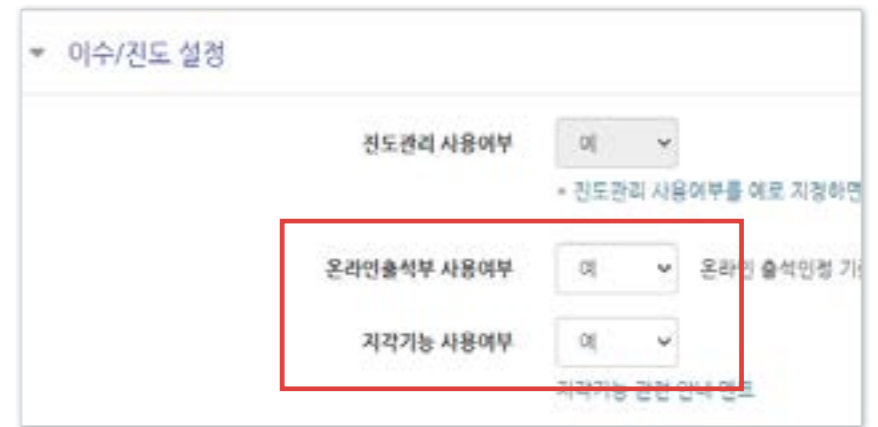 이수/진도 설정
진도관리 사용여부 예
* 진도관리 사용여부를 예로 지정하면
온라인출석부 사용여부 예 온라인 출석인정 기
지각기능 사용여부 예
지각기능 관련 안내 멘트